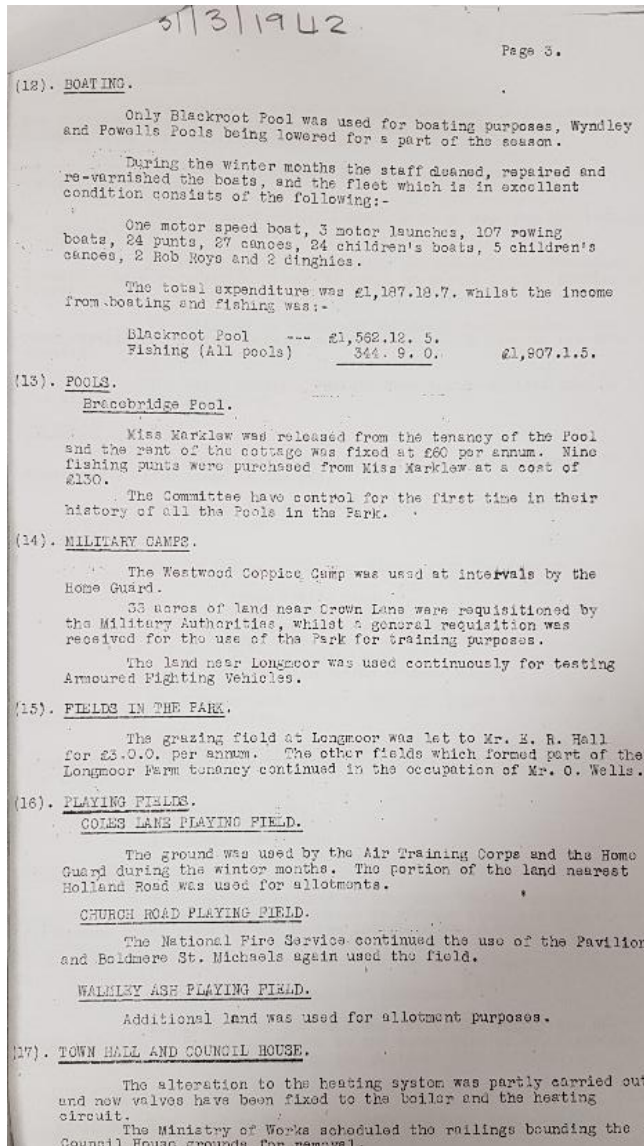 31/3/1942
Page 3.
(12). BOATING.
Only Blackroot Pool was used for boating purposes, Wyndley
and Powells Pools being lowered for a part of the season.
During the winter months the staff cleaned, repaired and
re-varnished the boats, and the fleet which is in excellent
condition consists of the following:-
One motor speed boat, 3 motor launches, 107 rowing
boats, 24 punts, 27 canoes, 24 children's boats, 5 children's
canoes, 2 Rob Roys and 2 dinghies.
The total expenditure was £1,187.18.7. whilst the income
from boating and fishing was:-
Blackroot Pool --- £1,562.12. 5.
Fishing (All pools) 344. 9. 0. £1,907.1.5.
(13). POOLS.
Bracebridge Pool.
Miss Marklew was released from the tenancy of the Pool
and the rent of the cottage was fixed at £60 per annum. Nine
fishing punts were purchased from Miss Marklew at a cost of
£130.
The Committee have control for the first time in their
history of all the Pools in the Park.
(14). MILITARY CAMPS.
The Westwood Coppice Camp was used at intervals by the
Home Guard.
33 acres of land near Crown Lane were requisitioned by
the Military Authorities, whilst a general requisition was
received for the use of the Park for training purposes.
The land near Longmoor was used continuously for testing
Armoured Fighting Vehicles.
(15). FIELDS IN THE PARK.
The grazing field at Longmoor was let to Mr. E. R. Hall
for £3.0.0. per annum. The other fields which formed part of the
Longmoor Farm tenancy continued in the occupation of Mr. O. Wells.
(16). PLAYING FIELDS.
COLES LANE PLAYING FIELD.
The ground was used by the Air Training Corps and the Home
Guard during the winter months. The portion of the land nearest
Holland Road was used for allotments.
CHURCH ROAD PLAYING FIELD.
The National Fire Service continued the use of the Pavilion
and Boldmere St. Michaels again used the field.
WALMLEY ASH PLAYING FIELD.
Additional land was used for allotment purposes.
(17). TOWN HALL AND COUNCIL HOUSE.
The alteration to the heating system was partly carried out
and new valves have been fixed to the boiler and the heating
circuit.
The Ministry of Works scheduled the railings bounding the
Council House grounds for removal.